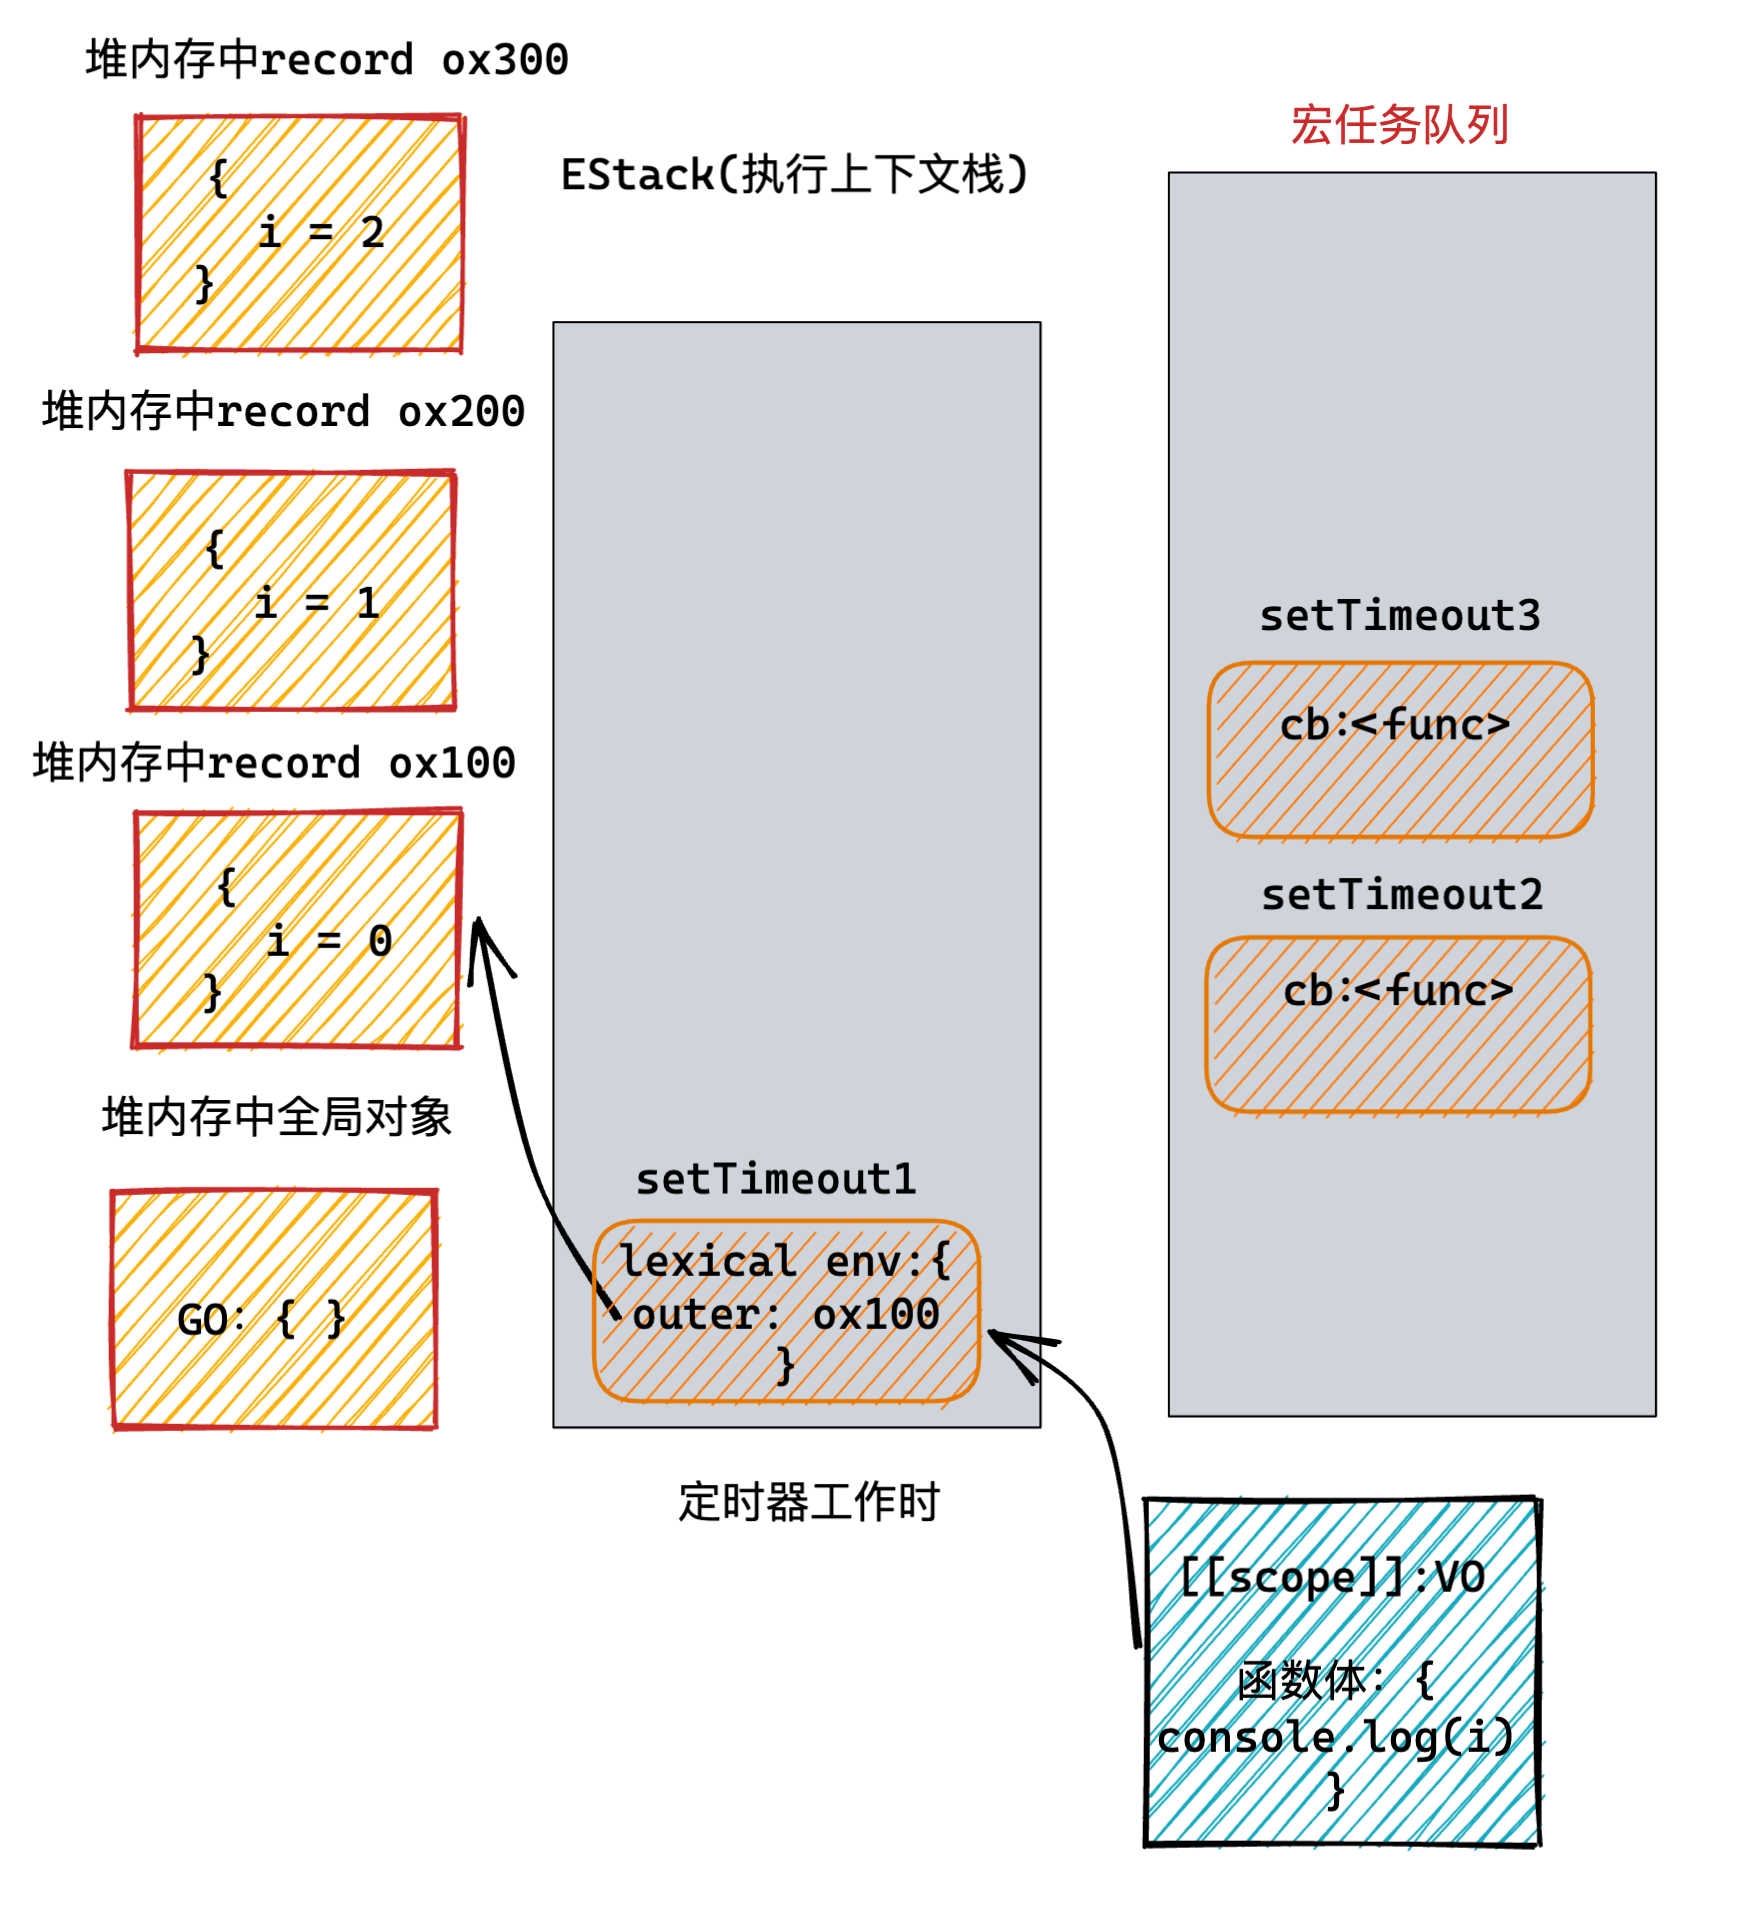 堆内存中record ox300
{
i = 2
}
堆内存中record ox200
{
i = 1
}
堆内存中record ox100
{
i = 0
}
堆内存中全局对象
GO: { }
EStack(执行上下文栈)
setTimeout1
lexical env:{
outer: ox100
}
定时器工作时
宏任务队列
setTimeout3
cb:<func>
setTimeout2
cb:<func>
[[scope]]:VO
函数体: {
console.log(i)
}